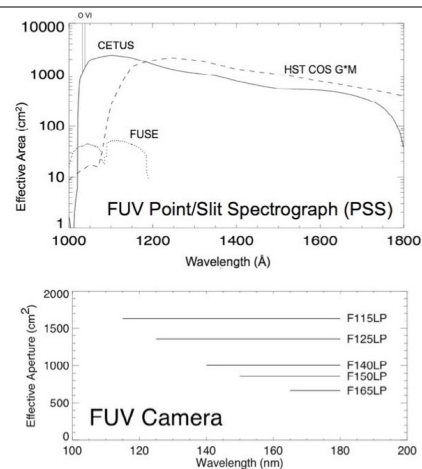 O VI
10000
CETUS
1000
HST COS G*M
100
FUSE
10
1
FUV Point/Slit Spectrograph (PSS)
Effective Area (cm²)
1000 1200 1400 1600 1800
Wavelength (Å)
2000
F115LP
1500
F125LP
1000
F140LP
F150LP
F165LP
500
FUV Camera
0
Effective Aperture (cm²)
100 120 140 160 180 200
Wavelength (nm)